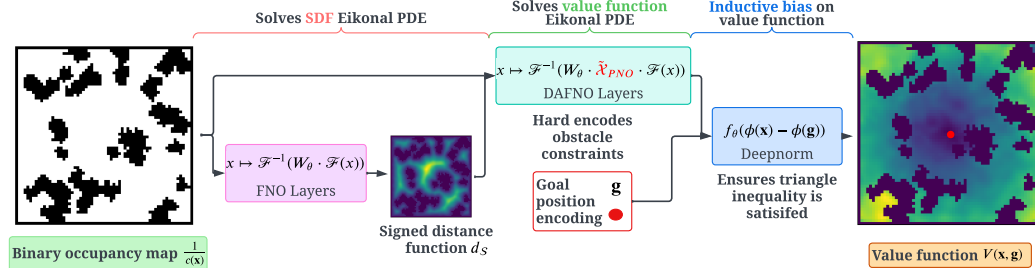 Solves SDF Eikonal PDE
Solves value function
Eikonal PDE
Inductive bias on
value function
x ↦ ℱ⁻¹(W_θ · χ̃_PNO · ℱ(x))
DAFNO Layers
Hard encodes
obstacle
constraints
x ↦ ℱ⁻¹(W_θ · ℱ(x))
FNO Layers
f_θ(ϕ(x) − ϕ(g))
Deepnorm
Ensures triangle
inequality is
satisifed
Goal
position
encoding
g
Signed distance
function d_S
Binary occupancy map 1/c(x)
Value function V(x, g)